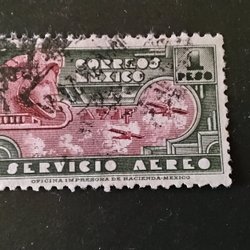 CORREOS
MEXICO
1
PESO
SERVICIO AEREO
OFICINA IMPRESORA DE HACIENDA-MEXICO